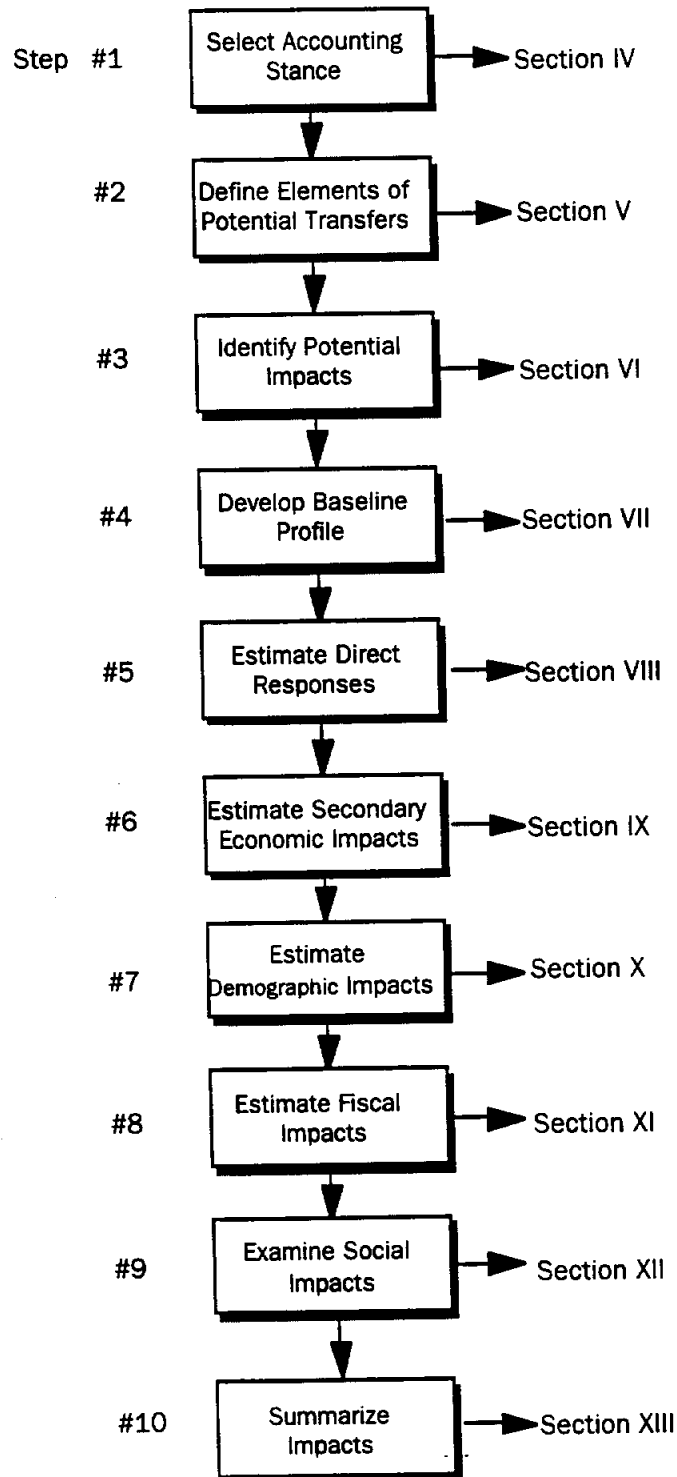 Step #1
Select Accounting
Stance
Section IV
#2
Define Elements of
Potential Transfers
Section V
#3
Identify Potential
Impacts
Section VI
#4
Develop Baseline
Profile
Section VII
#5
Estimate Direct
Responses
Section VIII
#6
Estimate Secondary
Economic Impacts
Section IX
#7
Estimate
Demographic Impacts
Section X
#8
Estimate Fiscal
Impacts
Section XI
#9
Examine Social
Impacts
Section XII
#10
Summarize
Impacts
Section XIII